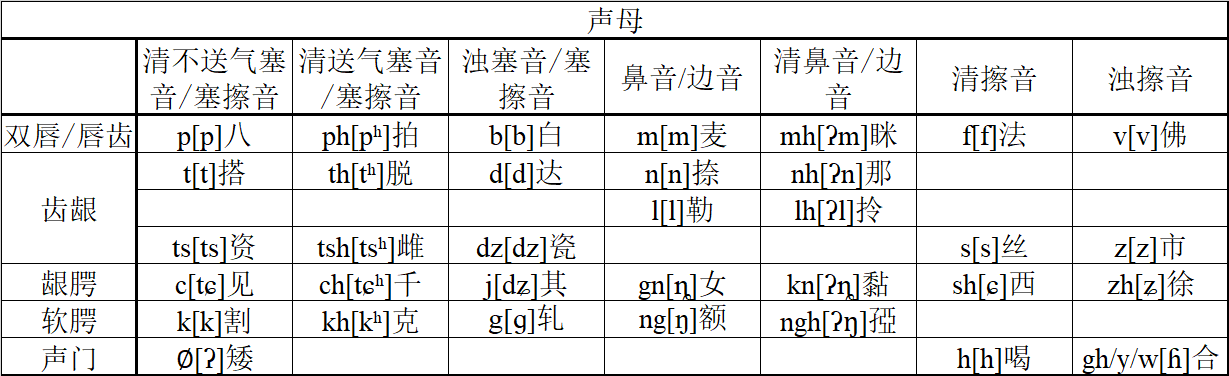 声母
清不送气塞音/塞擦音 清送气塞音/塞擦音 浊塞音/塞擦音 鼻音/边音 清鼻音/边音 清擦音 浊擦音
双唇/唇齿 p[p]八 ph[pʰ]拍 b[b]白 m[m]麦 mh[ʔm]眯 f[f]法 v[v]佛
齿龈 t[t]搭 th[tʰ]脱 d[d]达 n[n]捺 nh[ʔn]那
l[l]勒 lh[ʔl]拎
ts[ts]资 tsh[tsʰ]雌 dz[dz]瓷 s[s]丝 z[z]市
龈腭 c[tɕ]见 ch[tɕʰ]千 j[dʑ]其 gn[n̠]女 kn[ʔn̠]黏 sh[ɕ]西 zh[ʑ]徐
软腭 k[k]割 kh[kʰ]克 g[ɡ]轧 ng[ŋ]额 ngh[ʔŋ]孲
声门 Ø[ʔ]矮 h[h]喝 gh/y/w[ɦ]合